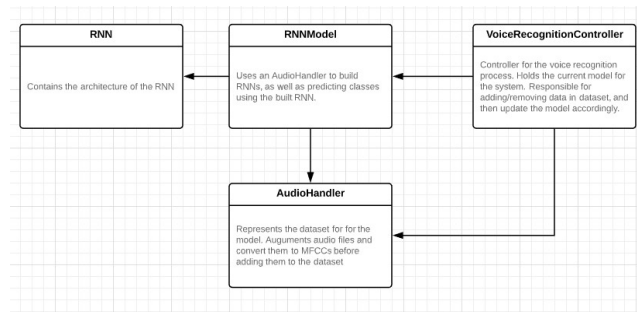 RNN
Contains the architecture of the RNN
RNNModel
Uses an AudioHandler to build
RNNs, as well as predicting classes
using the built RNN.
VoiceRecognitionController
Controller for the voice recognition
process. Holds the current model for
the system. Responsible for
adding/removing data in dataset, and
then update the model accordingly.
AudioHandler
Represents the dataset for for the
model. Auguments audio files and
convert them to MFCCs before
adding them to the dataset